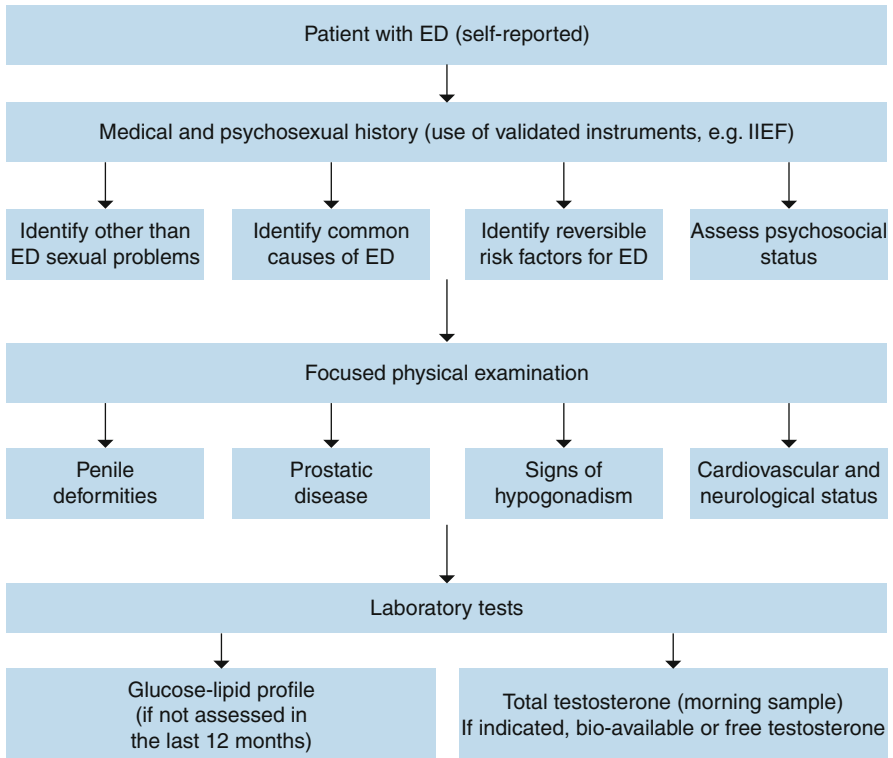 Patient with ED (self-reported)
Medical and psychosexual history (use of validated instruments, e.g. IIEF)
Identify other than
ED sexual problems
Identify common
causes of ED
Identify reversible
risk factors for ED
Assess psychosocial
status
Focused physical examination
Penile
deformities
Prostatic
disease
Signs of
hypogonadism
Cardiovascular and
neurological status
Laboratory tests
Glucose-lipid profile
(if not assessed in
the last 12 months)
Total testosterone (morning sample)
If indicated, bio-available or free testosterone